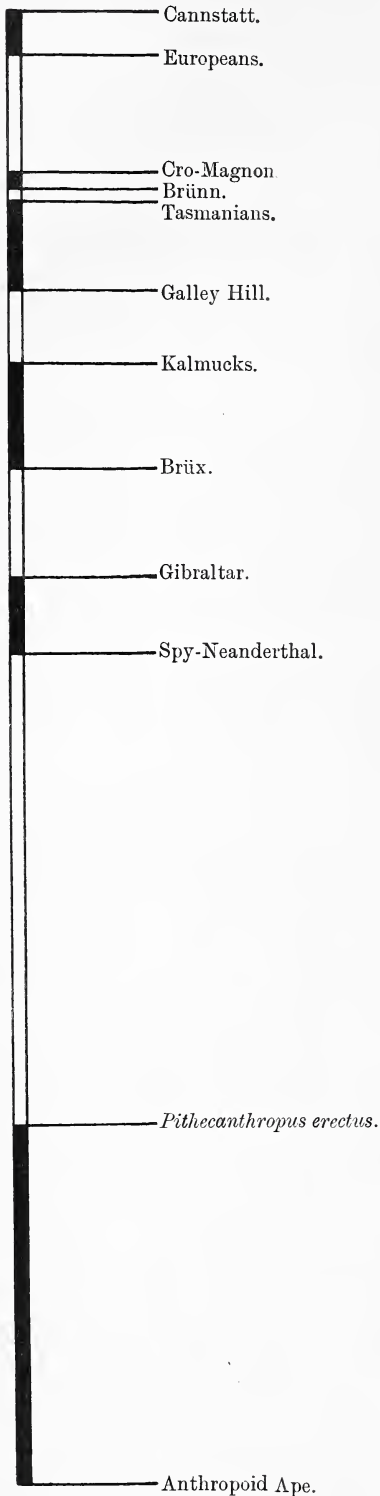 Cannstatt.
Europeans.
Cro-Magnon
Brünn.
Tasmanians.
Galley Hill.
Kalmucks.
Brüx.
Gibraltar.
Spy-Neanderthal.
Pithecanthropus erectus.
Anthropoid Ape.